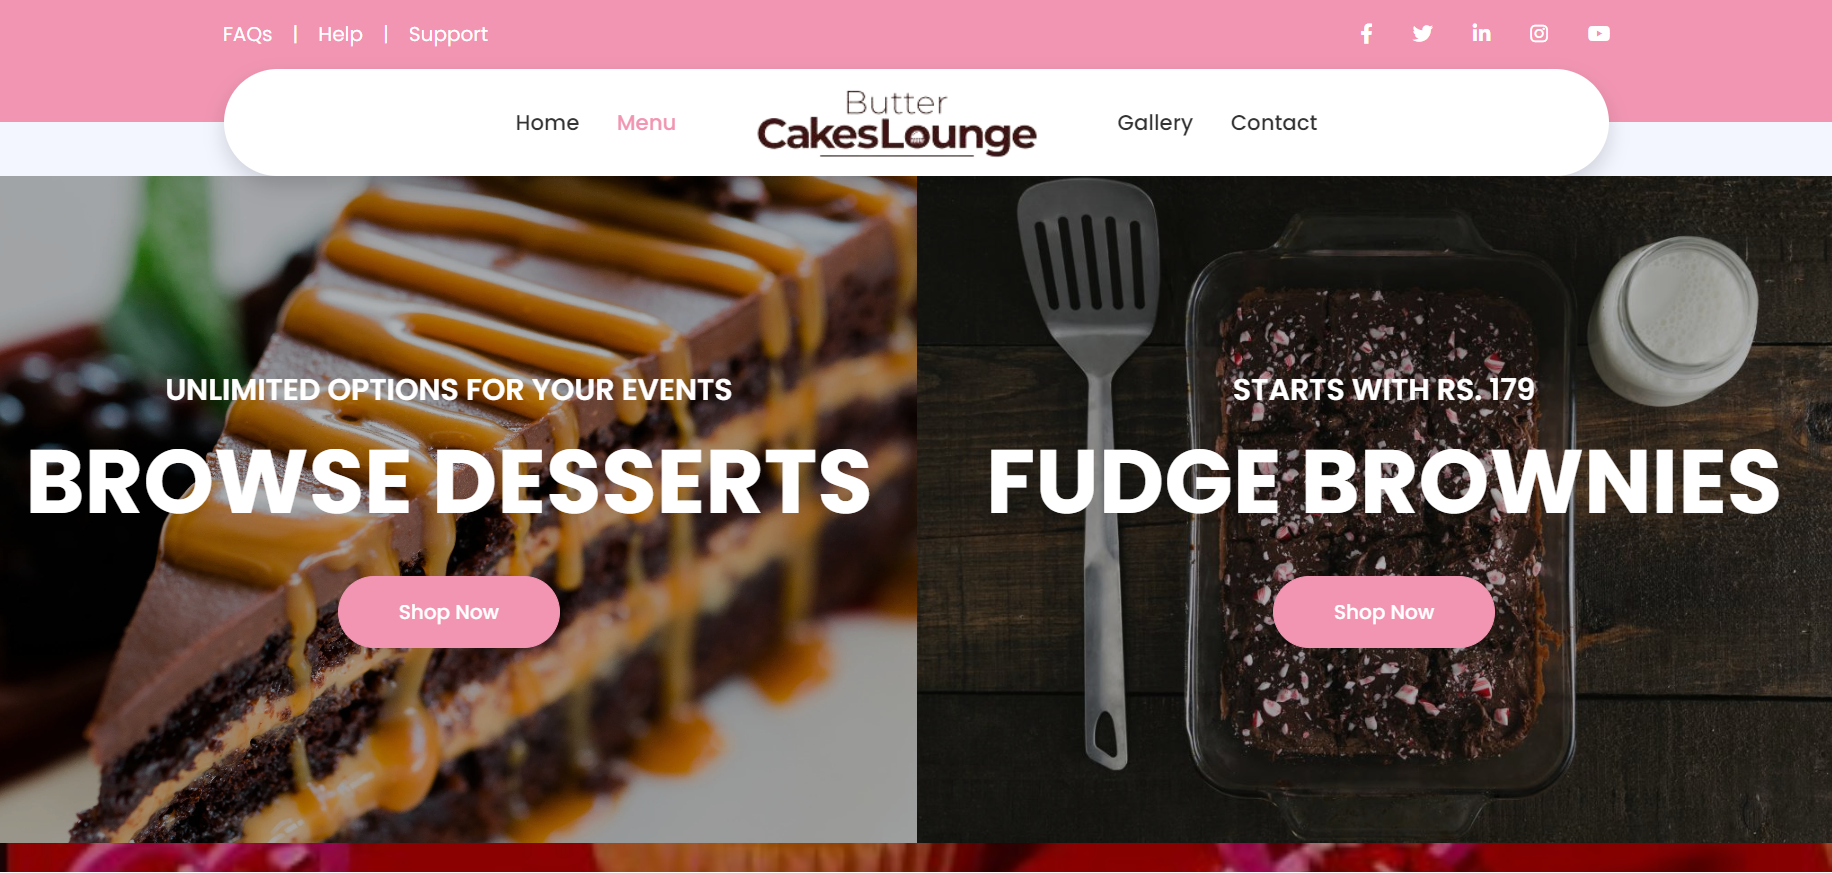 FAQs | Help | Support
Home
Menu
Butter
CakesLounge
Gallery
Contact
UNLIMITED OPTIONS FOR YOUR EVENTS
BROWSE DESSERTS
Shop Now
STARTS WITH RS. 179
FUDGE BROWNIES
Shop Now